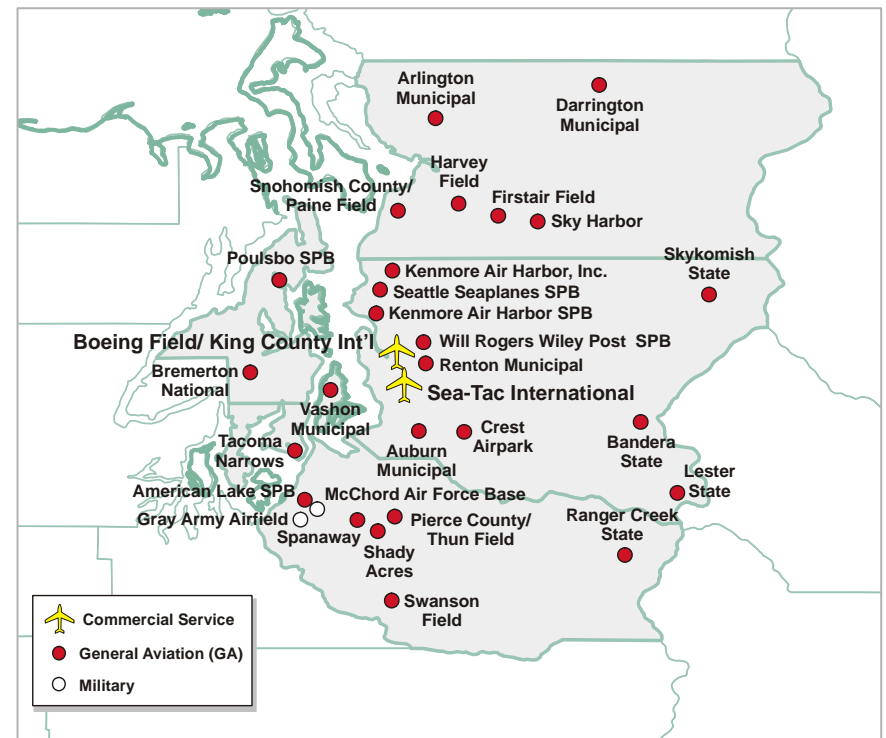 Arlington
Municipal
Darrington
Municipal
Harvey
Field
Snohomish County/
Paine Field
Firstair Field
Sky Harbor
Skykomish
State
Poulsbo SPB
Kenmore Air Harbor, Inc.
Seattle Seaplanes SPB
Kenmore Air Harbor SPB
Boeing Field/ King County Int'l
Will Rogers Wiley Post SPB
Renton Municipal
Bremerton
National
Sea-Tac International
Vashon
Municipal
Tacoma
Narrows
Auburn
Municipal
Crest
Airpark
Bandera
State
Lester
State
American Lake SPB
McChord Air Force Base
Gray Army Airfield
Spanaway
Shady
Acres
Pierce County/
Thun Field
Ranger Creek
State
Swanson
Field
Commercial Service
General Aviation (GA)
Military